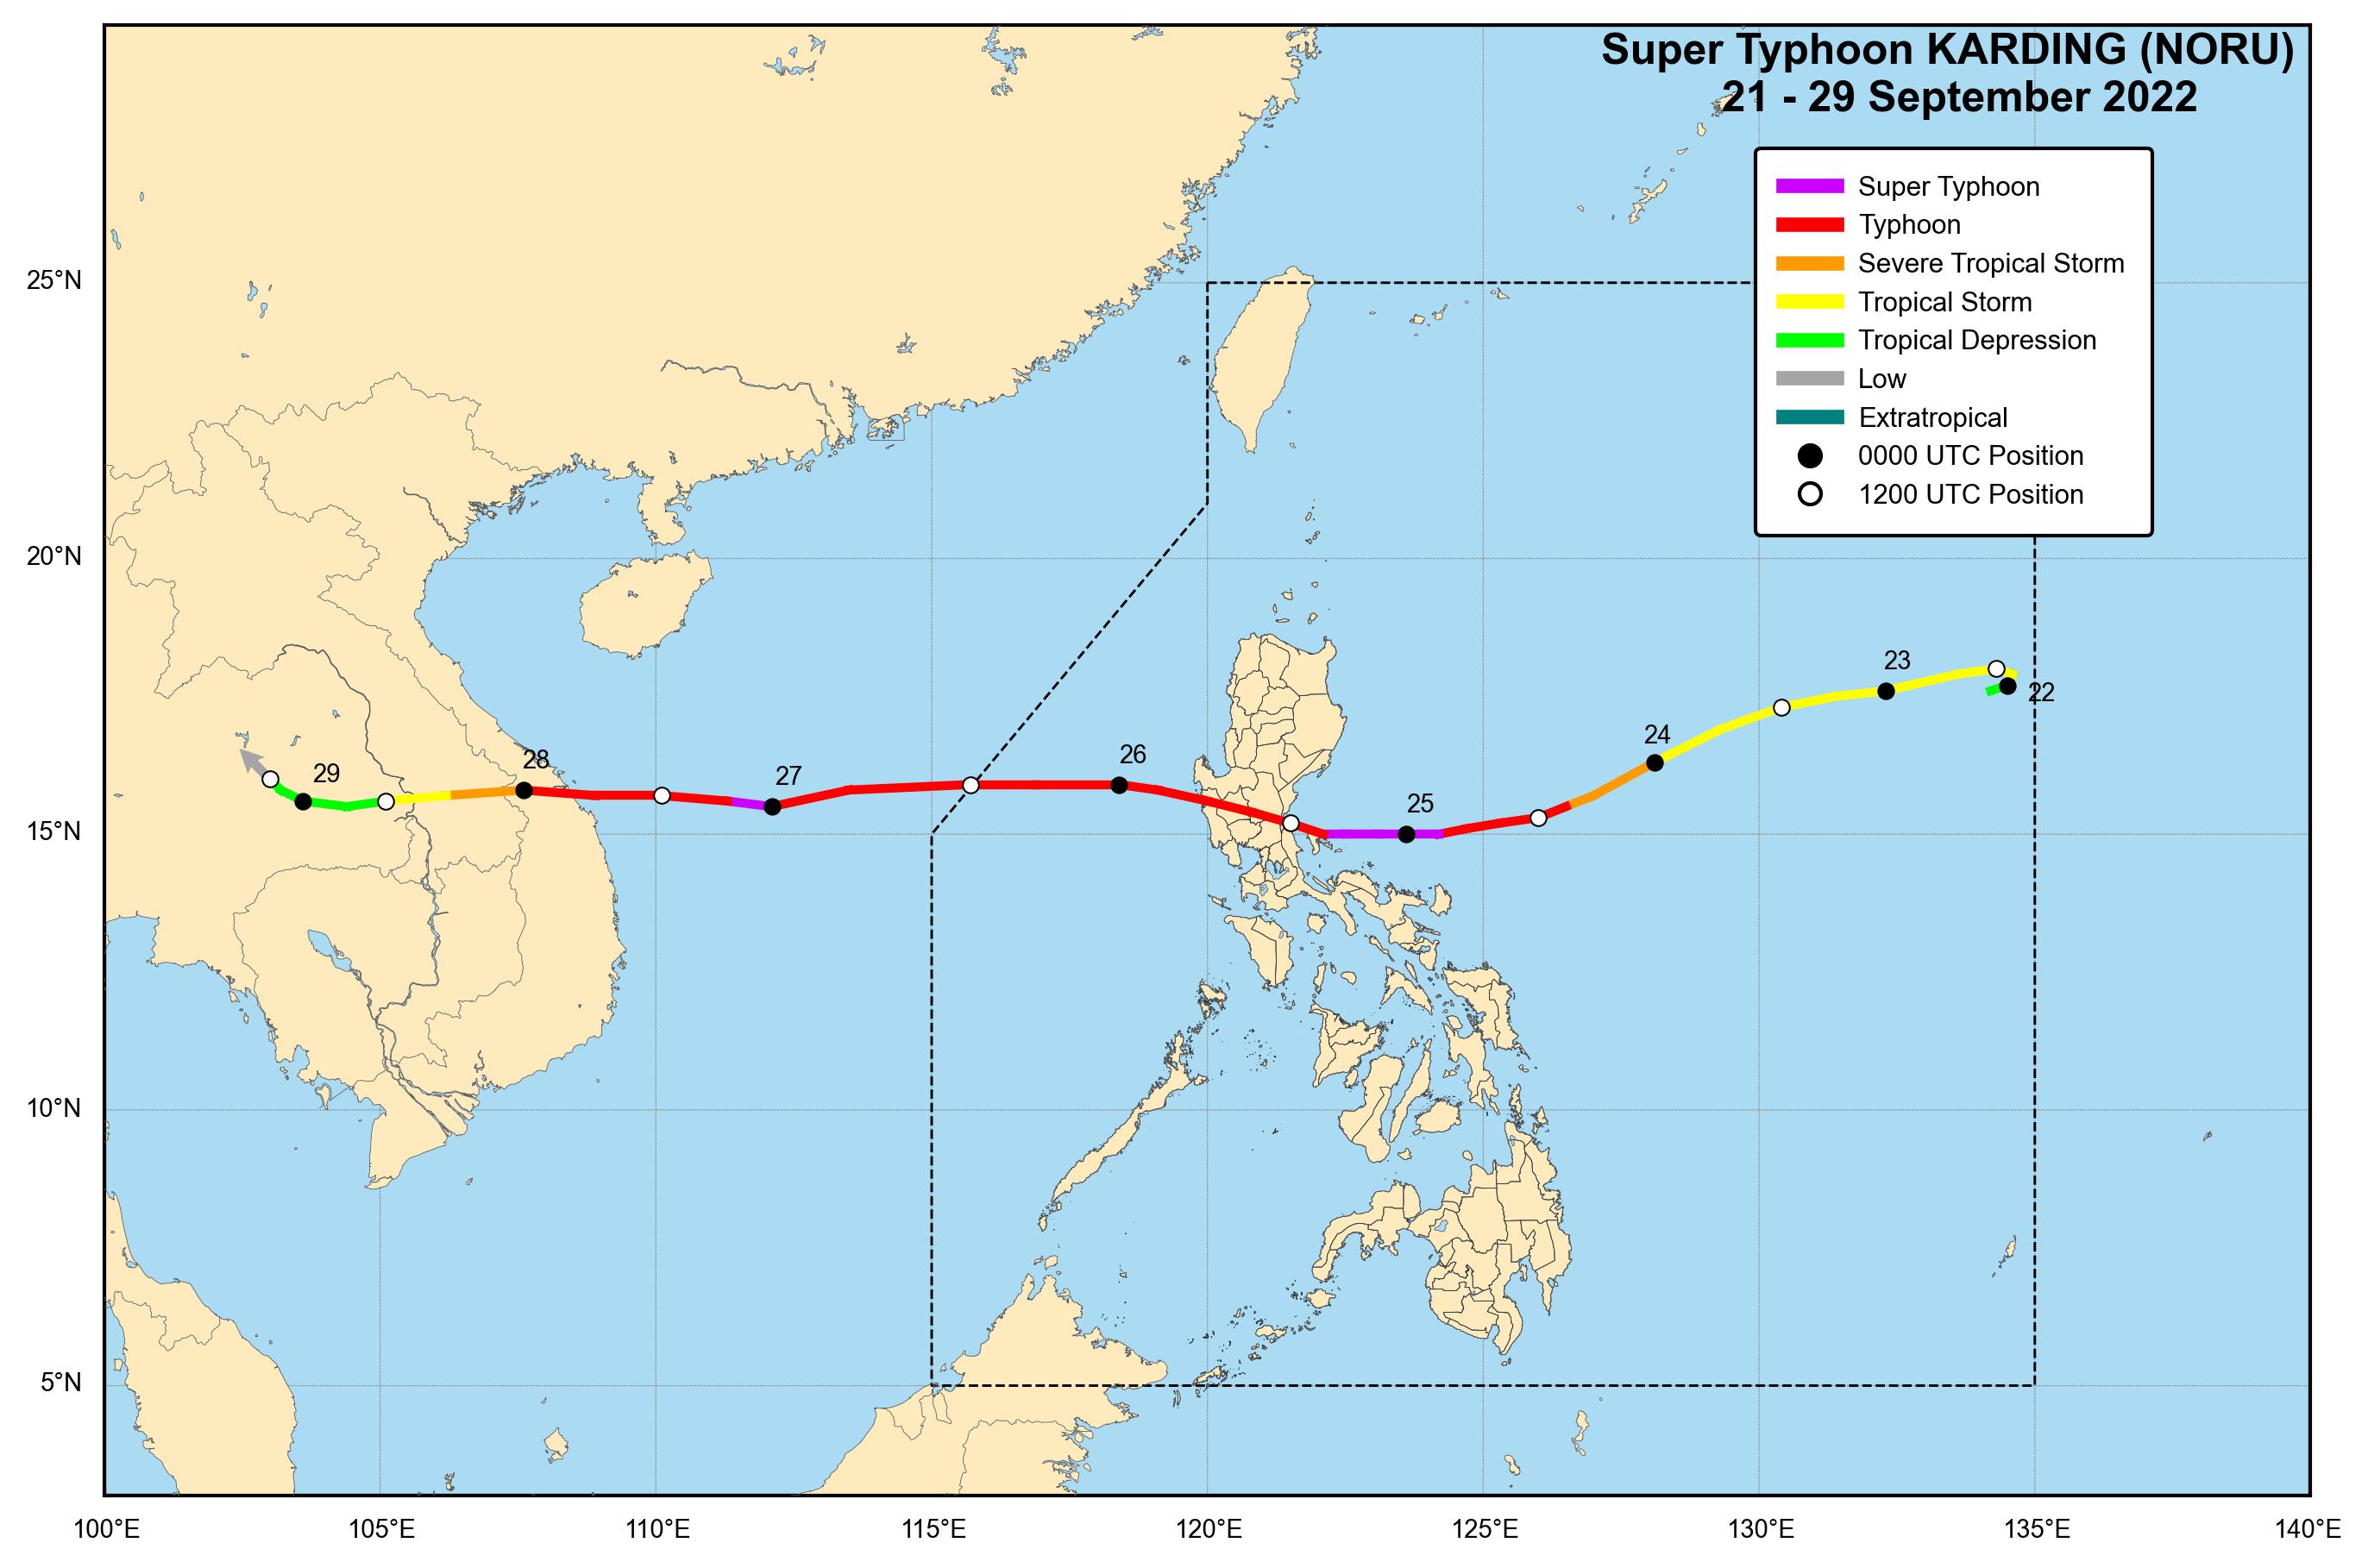 Super Typhoon KARDING (NORU)
21 - 29 September 2022
Super Typhoon
Typhoon
Severe Tropical Storm
Tropical Storm
Tropical Depression
Low
Extratropical
0000 UTC Position
1200 UTC Position
25°N
20°N
15°N
10°N
5°N
29
28
27
26
25
24
23
22
100°E
105°E
110°E
115°E
120°E
125°E
130°E
135°E
140°E